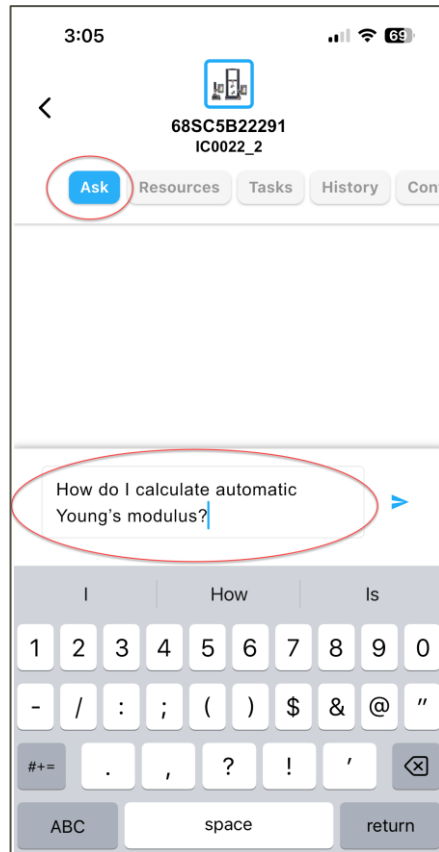 3:05
69
68SC5B22291
IC0022_2
Ask Resources Tasks History Con
How do I calculate automatic
Young's modulus?
I How Is
1 2 3 4 5 6 7 8 9 0
- / : ; ( ) $ & @ "
#+= . , ? ! '
ABC space return